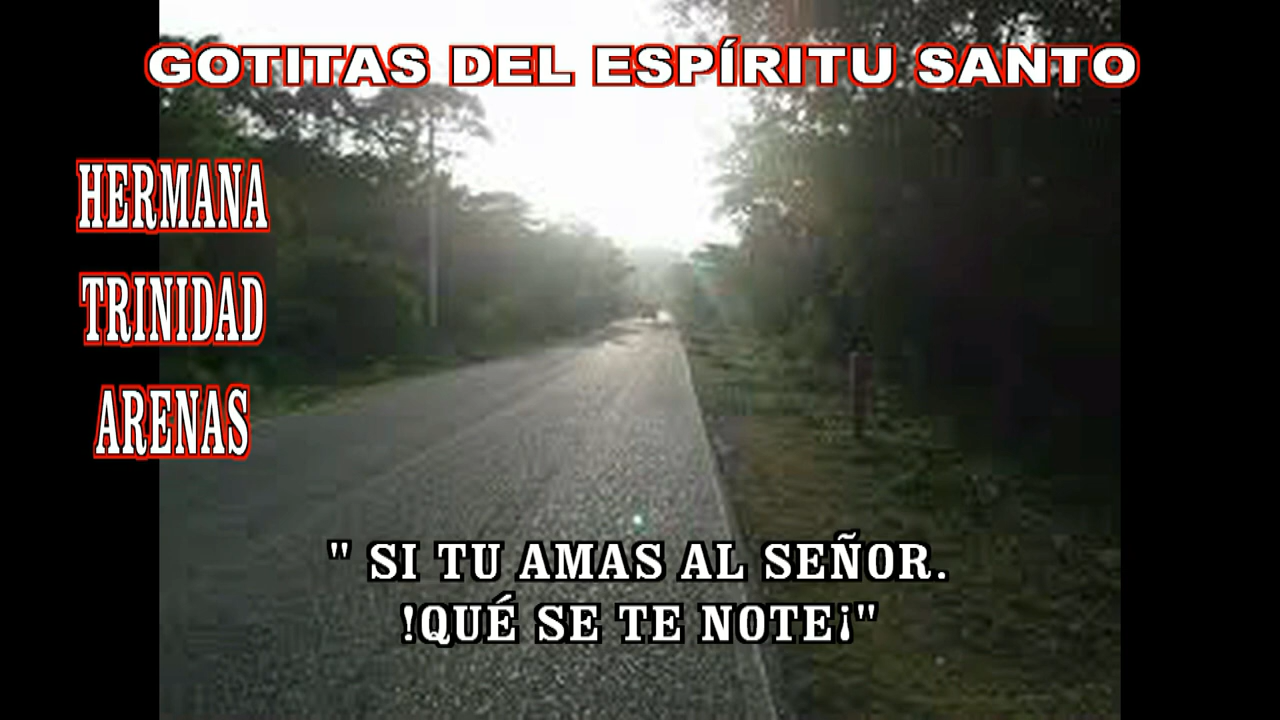 GOTITAS DEL ESPÍRITU SANTO
HERMANA
TRINIDAD
ARENAS
" SI TU AMAS AL SEÑOR.
!QUÉ SE TE NOTE¡"